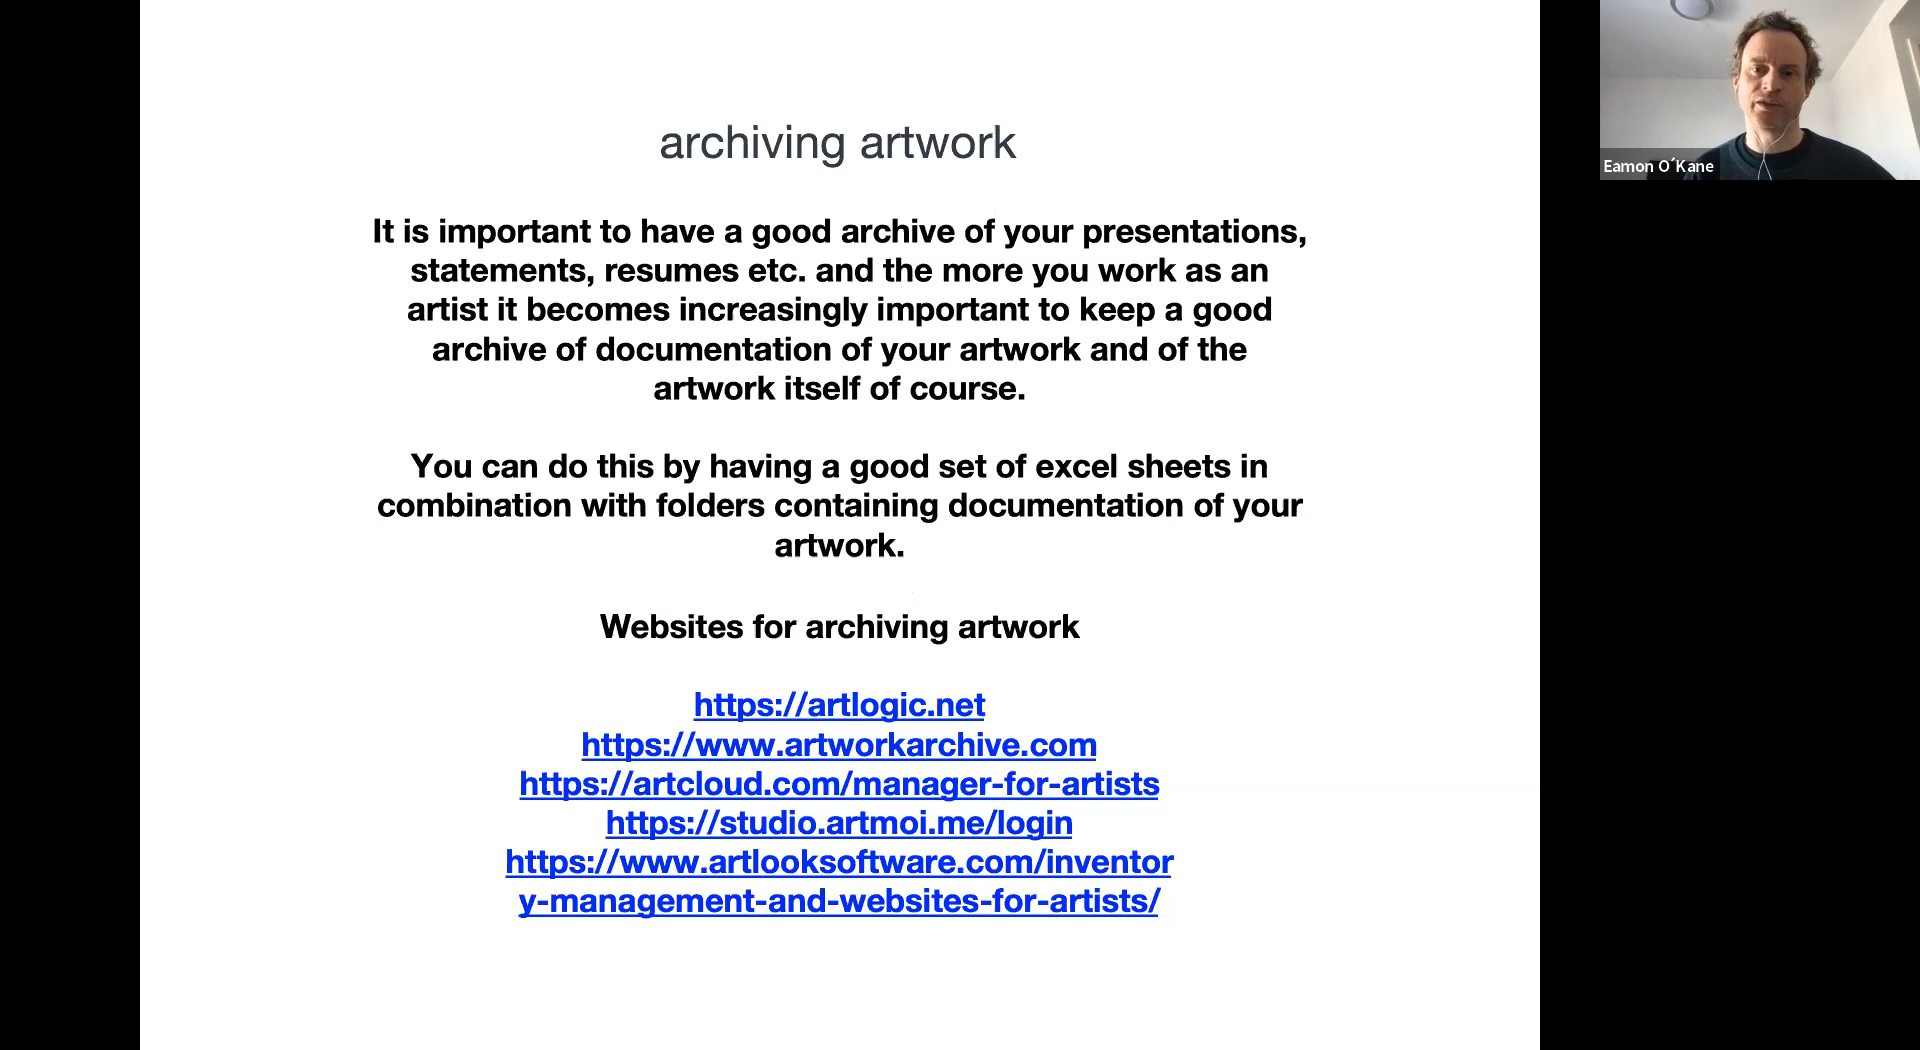 archiving artwork
It is important to have a good archive of your presentations,
statements, resumes etc. and the more you work as an
artist it becomes increasingly important to keep a good
archive of documentation of your artwork and of the
artwork itself of course.
You can do this by having a good set of excel sheets in
combination with folders containing documentation of your
artwork.
Websites for archiving artwork
https://artlogic.net
https://www.artworkarchive.com
https://artcloud.com/manager-for-artists
https://studio.artmoi.me/login
https://www.artlooksoftware.com/inventor
y-management-and-websites-for-artists/
Eamon O´Kane